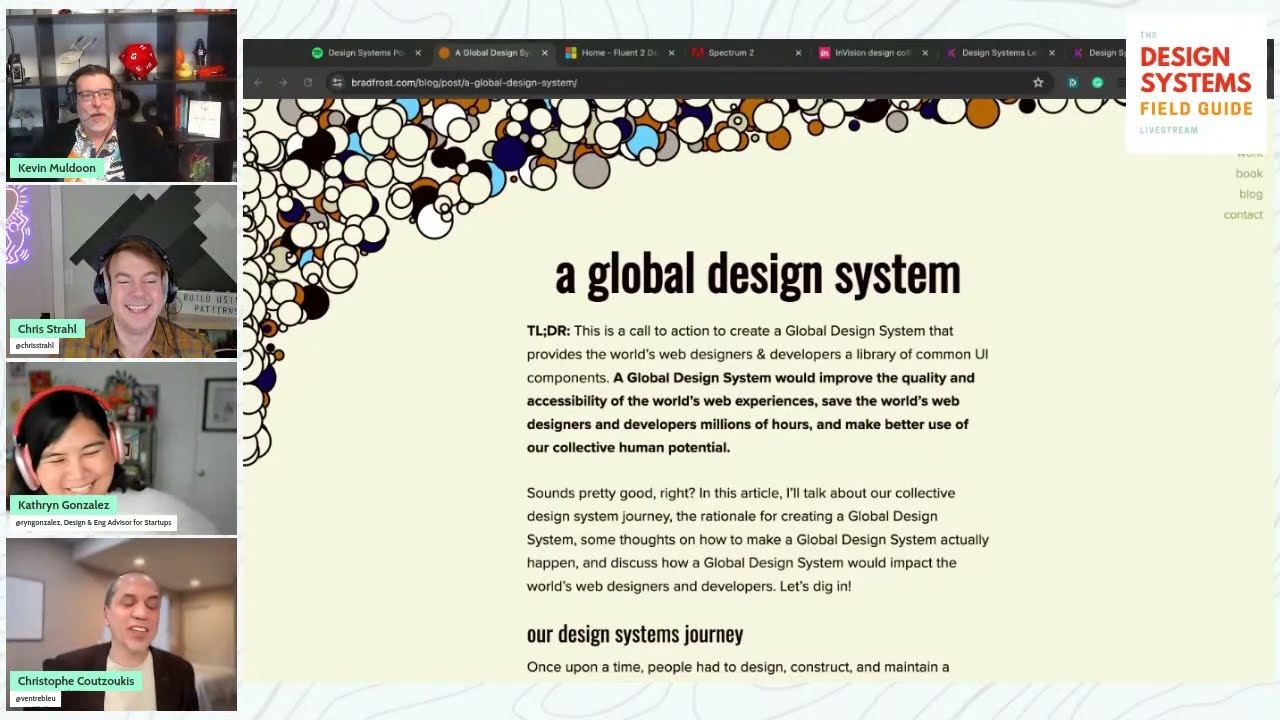 Kevin Muldoon
BUILD USI
PATTERNS
Chris Strahl
@chrisstrahl
Kathryn Gonzalez
@ryngonzalez, Design & Eng Advisor for Startups
Christophe Coutzoukis
@ventrebleu
Design Systems Po
A Global Design Sy
Home - Fluent 2 De
Spectrum 2
InVision design coll
Design Systems Le
Design Sy
bradfrost.com/blog/post/a-global-design-system/
THE
DESIGN
SYSTEMS
FIELD GUIDE
LIVESTREAM
work
book
blog
contact
a global design system
TL;DR: This is a call to action to create a Global Design System that
provides the world's web designers & developers a library of common UI
components. A Global Design System would improve the quality and
accessibility of the world's web experiences, save the world's web
designers and developers millions of hours, and make better use of
our collective human potential.
Sounds pretty good, right? In this article, I'll talk about our collective
design system journey, the rationale for creating a Global Design
System, some thoughts on how to make a Global Design System actually
happen, and discuss how a Global Design System would impact the
world's web designers and developers. Let's dig in!
our design systems journey
Once upon a time, people had to design, construct, and maintain a